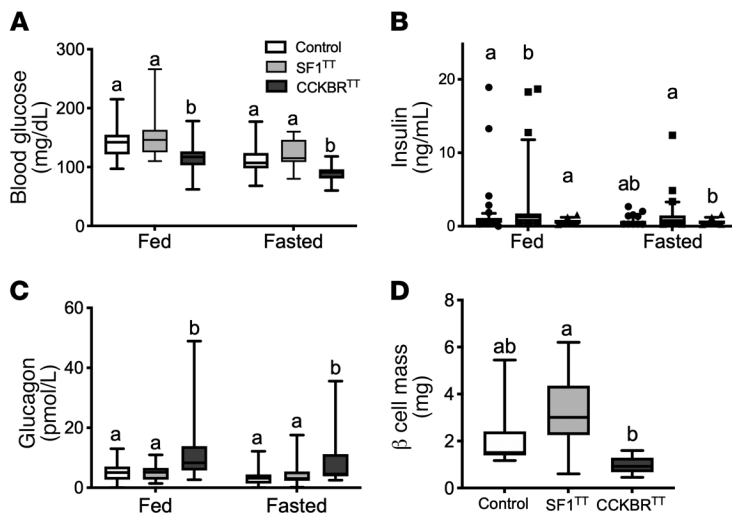 A
Blood glucose
(mg/dL)
300
200
100
0
a
a
b
a
a
b
Control
SF1TT
CCKBRTT
Fed
Fasted
B
Insulin
(ng/mL)
20
10
0
a
b
a
ab
a
b
Fed
Fasted
C
Glucagon
(pmol/L)
60
40
20
0
a
a
b
a
a
b
Fed
Fasted
D
β cell mass
(mg)
8
6
4
2
0
ab
a
b
Control
SF1TT
CCKBRTT